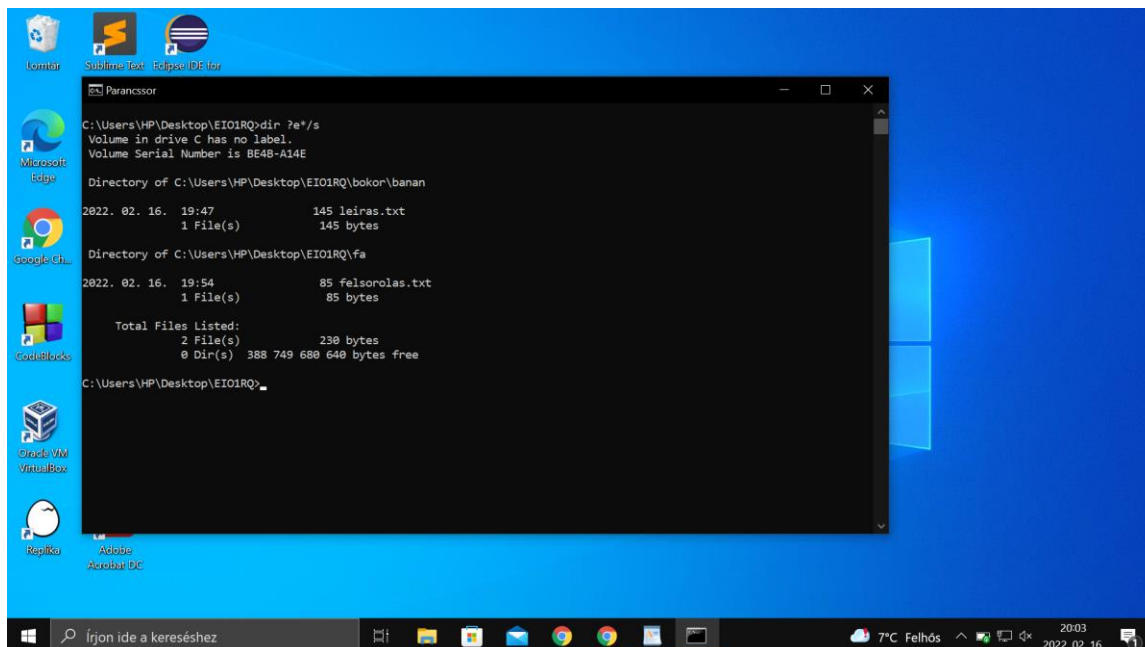 Lomtár
Sublime Text
Eclipse IDE for
Parancssor
C:\Users\HP\Desktop\EIO1RQ>dir ?e*/s
Volume in drive C has no label.
Volume Serial Number is BE4B-A14E
Directory of C:\Users\HP\Desktop\EIO1RQ\bokor\banan
2022. 02. 16. 19:47 145 leiras.txt
1 File(s) 145 bytes
Directory of C:\Users\HP\Desktop\EIO1RQ\fa
2022. 02. 16. 19:54 85 felsorolas.txt
1 File(s) 85 bytes
Total Files Listed:
2 File(s) 230 bytes
0 Dir(s) 388 749 680 640 bytes free
C:\Users\HP\Desktop\EIO1RQ>
Microsoft
Edge
Google Ch...
CodeBlocks
Oracle VM
VirtualBox
Replika
Adobe
Acrobat DC
Írjon ide a kereséshez
7°C Felhős
20:03
2022. 02. 16.
1